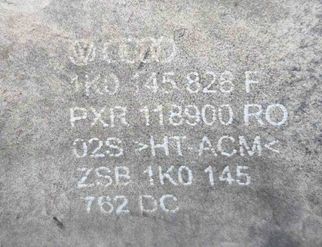 1K0 145 828 F
PXR 118900 RO
02S >HT-ACM<
ZSB 1K0 145
762 DC